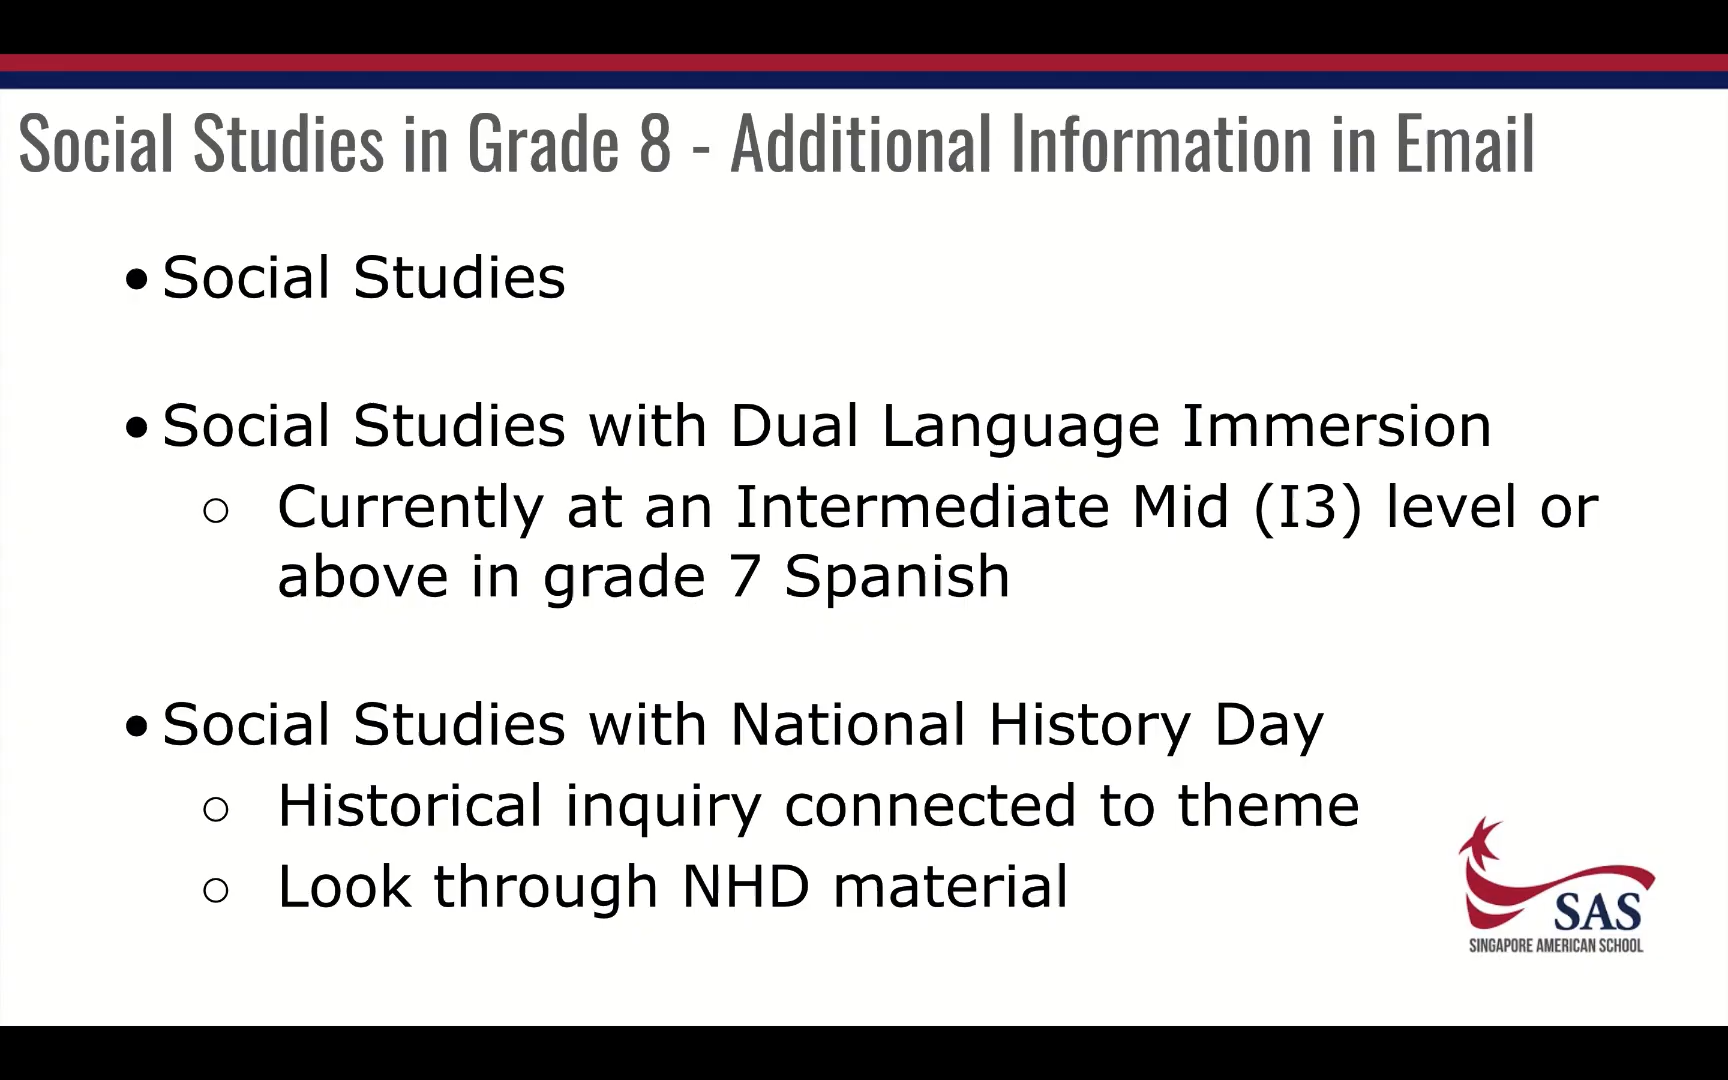 Social Studies in Grade 8 - Additional Information in Email
• Social Studies
• Social Studies with Dual Language Immersion
○ Currently at an Intermediate Mid (I3) level or
above in grade 7 Spanish
• Social Studies with National History Day
○ Historical inquiry connected to theme
○ Look through NHD material
SAS
SINGAPORE AMERICAN SCHOOL